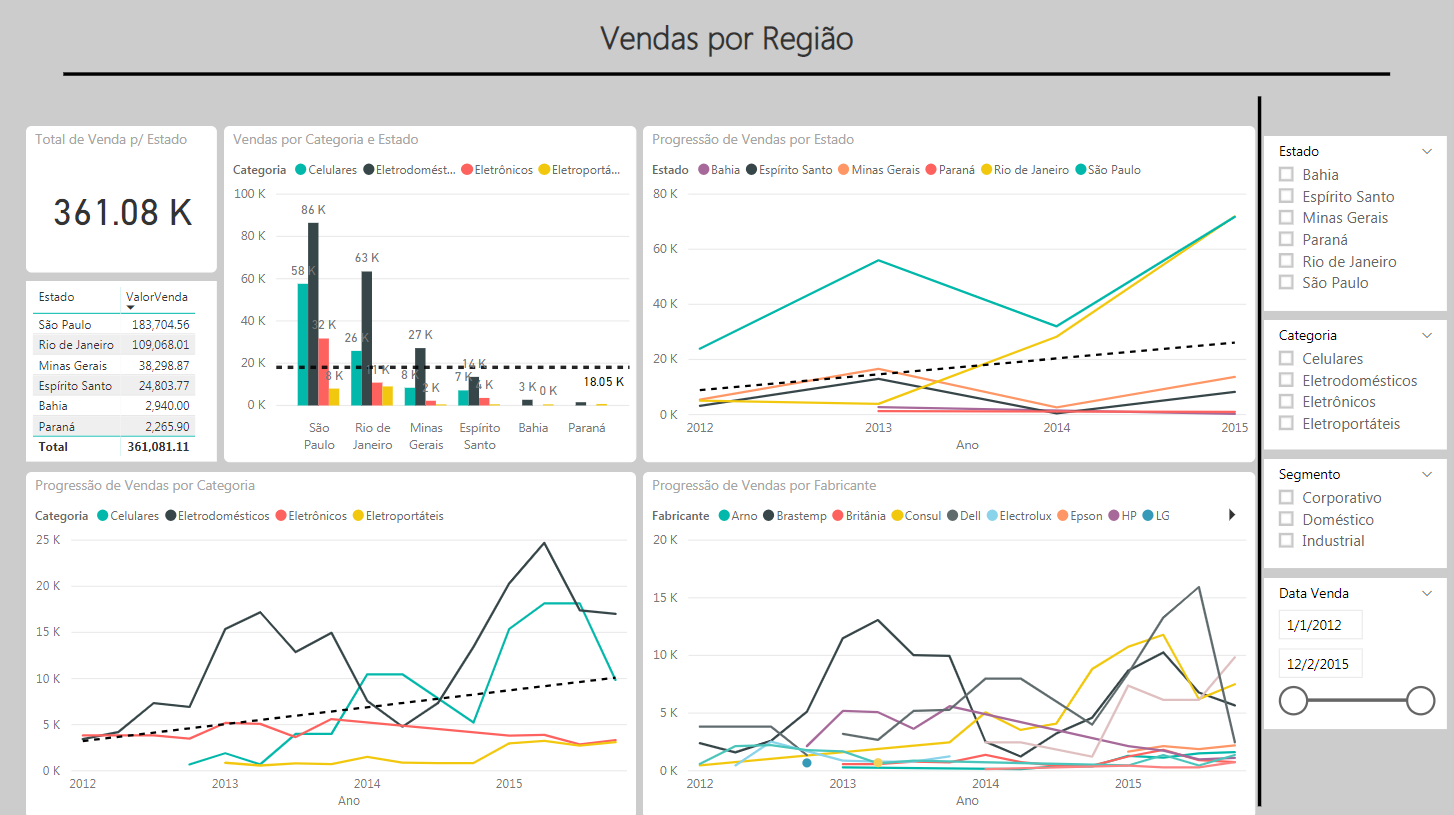 Vendas por Região
Total de Venda p/ Estado
361.08 K
Estado ValorVenda
São Paulo 183,704.56
Rio de Janeiro 109,068.01
Minas Gerais 38,298.87
Espírito Santo 24,803.77
Bahia 2,940.00
Paraná 2,265.90
Total 361,081.11
Vendas por Categoria e Estado
Categoria Celulares Eletrodomést... Eletrônicos Eletroportá...
100 K
80 K
60 K
40 K
20 K
0 K
86 K
58 K
32 K
8 K
63 K
26 K
11 K
27 K
8 K
2 K
14 K
7 K
4 K
3 K
0 K
18.05 K
São Paulo
Rio de Janeiro
Minas Gerais
Espírito Santo
Bahia
Paraná
Progressão de Vendas por Estado
Estado Bahia Espírito Santo Minas Gerais Paraná Rio de Janeiro São Paulo
80 K
60 K
40 K
20 K
0 K
2012 2013 2014 2015
Ano
Progressão de Vendas por Categoria
Categoria Celulares Eletrodomésticos Eletrônicos Eletroportáteis
25 K
20 K
15 K
10 K
5 K
0 K
2012 2013 2014 2015
Ano
Progressão de Vendas por Fabricante
Fabricante Arno Brastemp Britânia Consul Dell Electrolux Epson HP LG
20 K
15 K
10 K
5 K
0 K
2012 2013 2014 2015
Ano
Estado
Bahia
Espírito Santo
Minas Gerais
Paraná
Rio de Janeiro
São Paulo
Categoria
Celulares
Eletrodomésticos
Eletrônicos
Eletroportáteis
Segmento
Corporativo
Doméstico
Industrial
Data Venda
1/1/2012
12/2/2015